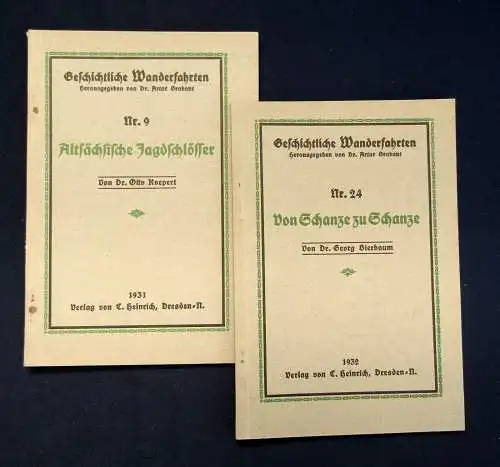 Geschichtliche Wanderfahrten
Herausgegeben von Dr. Artur Brabant
Nr. 9
Altsächsische Jagdschlösser
Von Dr. Otto Koepert
1931
Verlag von C. Heinrich, Dresden-N.
Geschichtliche Wanderfahrten
Herausgegeben von Dr. Artur Brabant
Nr. 24
Von Schanze zu Schanze
Von Dr. Georg Bierbaum
1932
Verlag von C. Heinrich, Dresden-N.